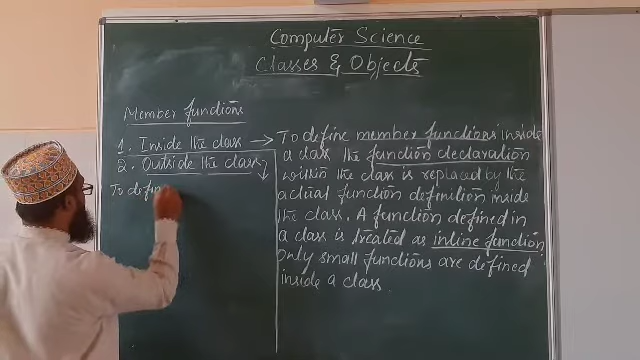 Computer Science
Classes & Objects
Member functions
1. Inside the class →
2. Outside the class
To defin
To define member functions inside
a class the function declaration
within the class is replaced by the
actual function definition inside
the class. A function defined in
a class is treated as inline function
only small functions are defined
inside a class.